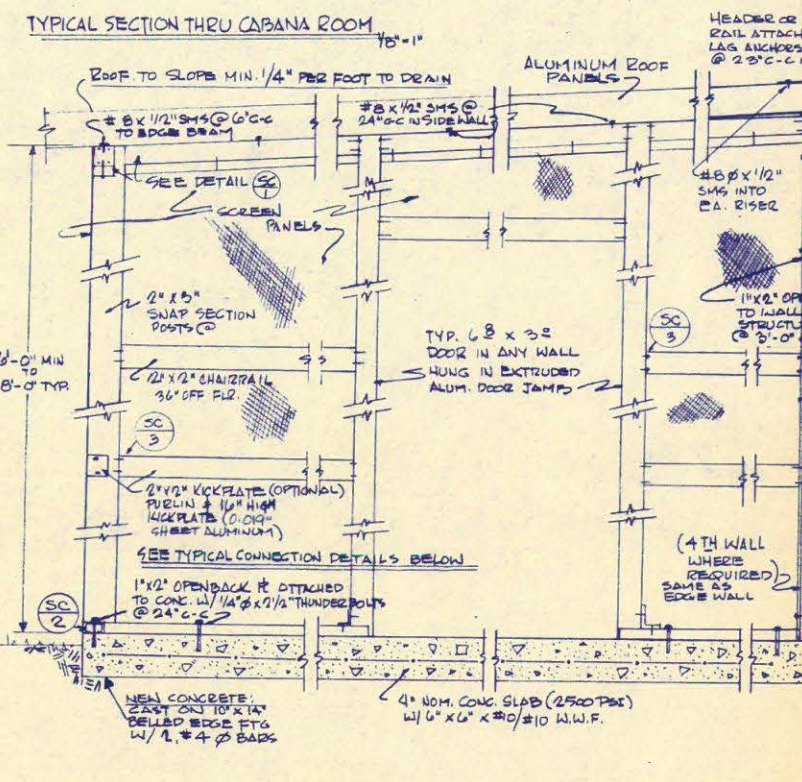 TYPICAL SECTION THRU CABANA ROOM
1/8"=1"
ROOF TO SLOPE MIN. 1/4" PER FOOT TO DRAIN
ALUMINUM ROOF
PANELS
HEADER OR
RAIL ATTACH
LAG ANCHORS
@ 23"C-C
#8 x 1/2" SMS @ 6"C-C
TO EDGE BEAM
#8 x 1/2" SMS @
24"C-C IN SIDE WALL
SEE DETAIL SC
1
SCREEN
PANELS
#8 Ø x 1/2"
SMS INTO
EA. RISER
2" x 3"
SNAP SECTION
POSTS @
1"x2" OPE
TO WALL
STRUCTU
@ 3'-0"
SC
3
TYP. 6 8 x 3 0
DOOR IN ANY WALL
HUNG IN EXTRUDED
ALUM. DOOR JAMBS
6'-0" MIN
TO
8'-0" TYP.
2"x2" CHAIRRAIL
36" OFF FLR.
SC
3
2"x2" KICKPLATE (OPTIONAL)
PURLIN & 16" HIGH
KICKPLATE (0.019"
SHEET ALUMINUM)
SEE TYPICAL CONNECTION DETAILS BELOW
(4TH WALL
WHERE
REQUIRED)
SAME AS
EDGE WALL
1"x2" OPENBACK PL ATTACHED
TO CONC. W/ 1/4"Ø x 2 1/2" THUNDERBOLTS
@ 24"C-C
SC
2
NEW CONCRETE:
CAST ON 10" x 14"
BELLED EDGE FTG
W/ 2, #4 Ø BARS
4" NOM. CONC. SLAB (2500 PSI)
W/ 6" x 6" x #10/#10 W.W.F.